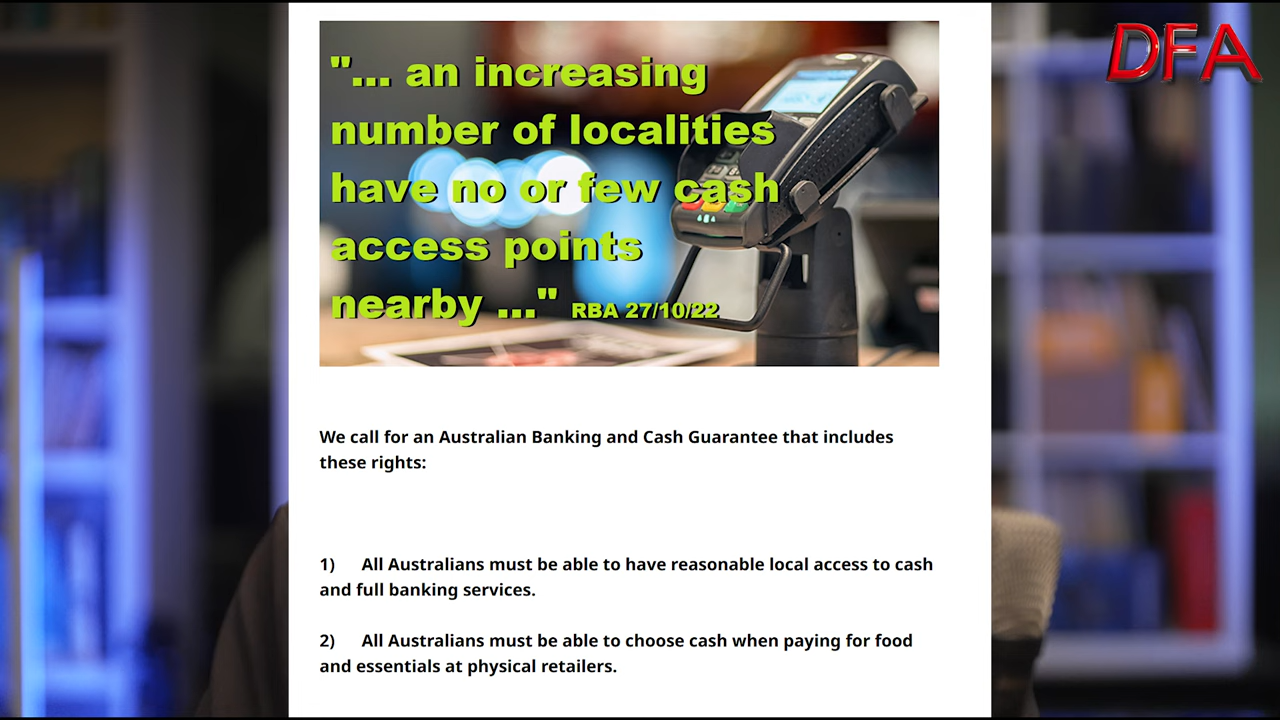 DFA
"... an increasing
number of localities
have no or few cash
access points
nearby ..." RBA 27/10/22
We call for an Australian Banking and Cash Guarantee that includes
these rights:
1) All Australians must be able to have reasonable local access to cash
and full banking services.
2) All Australians must be able to choose cash when paying for food
and essentials at physical retailers.